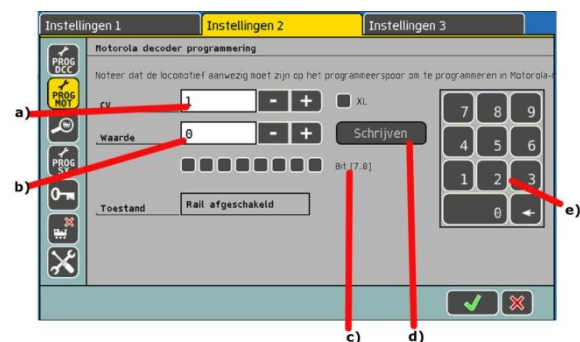 Instellingen 1 Instellingen 2 Instellingen 3
PROG DCC
Motorola decoder programmering
Noteer dat de locomotief aanwezig moet zijn op het programmeerspoor om te programmeren in Motorola-m
PROG MOT
a)
CV 1 - + XL
7 8 9
Waarde 0 - + Schrijven
4 5 6
PROG SX
b)
Bit [7..0]
1 2 3
e)
Toestand Rail afgeschakeld
0
c) d)